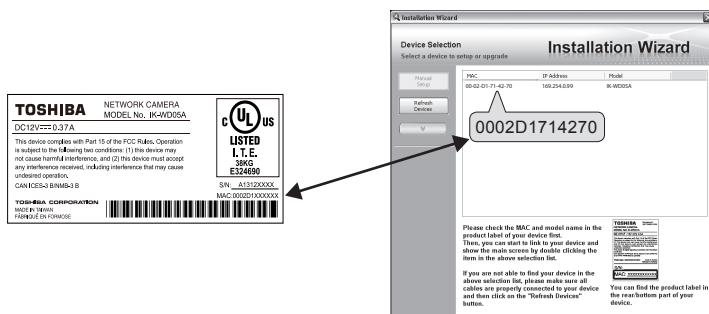 TOSHIBA
NETWORK CAMERA
MODEL No. IK-WD05A
DC12V⎓ 0.37A
This device complies with Part 15 of the FCC Rules. Operation
is subject to the following two conditions: (1) this device may
not cause harmful interference, and (2) this device must accept
any interference received, including interference that may cause
undesired operation.
CAN ICES-3 B/NMB-3 B
TOSHIBA CORPORATION
MADE IN TAIWAN
FABRIQUÉ EN FORMOSE
C UL US
LISTED
I.T.E.
38KG
E324690
S/N: A1312XXXX
MAC:0002D1XXXXXX
Installation Wizard
Device Selection
Select a device to setup or upgrade
Installation Wizard
Manual
Setup
Refresh
Devices
MAC IP Address Model
00-02-D1-71-42-70 169.254.0.99 IK-WD05A
0002D1714270
Please check the MAC and model name in the
product label of your device first.
Then, you can start to link to your device and
show the main screen by double clicking the
item in the above selection list.
If you are not able to find your device in the
above selection list, please make sure all
cables are properly connected to your device
and then click on the "Refresh Devices"
button.
TOSHIBA
S/N:
MAC: XXXXXXXXXXXX
You can find the product label in
the rear/bottom part of your
device.